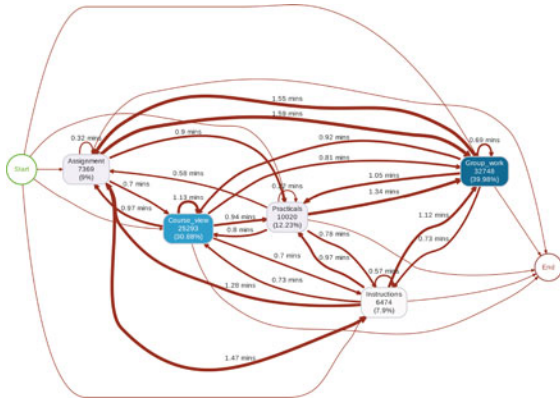 1.55 mins
1.59 mins
0.69 mins
0.32 mins
0.9 mins
0.92 mins
0.81 mins
Start
Assignment
7369
(9%)
Group_work
32748
(39.98%)
0.58 mins
1.05 mins
1.34 mins
0.7 mins
0.97 mins
1.13 mins
Course_view
(30.88%)
Practicals
10020
(12.23%)
0.94 mins
0.8 mins
1.12 mins
0.73 mins
0.78 mins
0.97 mins
0.7 mins
0.73 mins
1.28 mins
0.57 mins
Instructions
6474
(7.9%)
End
1.47 mins